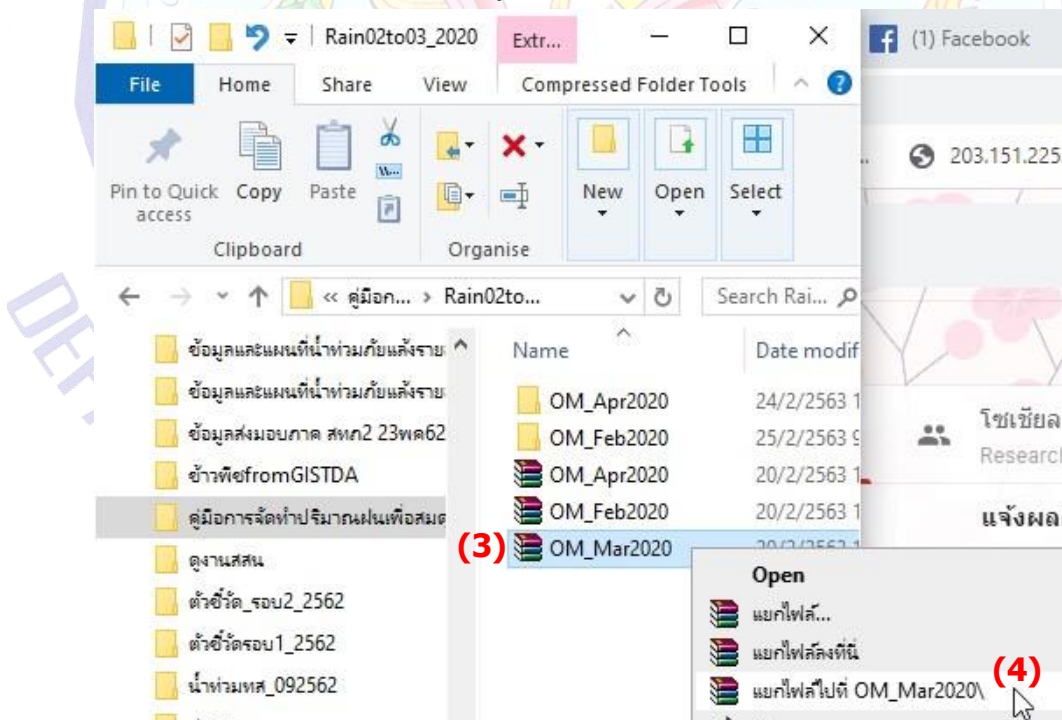 Rain02to03_2020
Extr...
(1) Facebook
File Home Share View Compressed Folder Tools
203.151.225
Pin to Quick access
Copy
Paste
New
Open
Select
Clipboard
Organise
« คู่มือก... › Rain02to...
Search Rai...
Name
Date modif
ข้อมูลและแผนที่น้ำท่วมภัยแล้งราย
ข้อมูลและแผนที่น้ำท่วมภัยแล้งราย
ข้อมูลส่งมอบภาค สทภ2 23พค62
ข้าวพืชfromGISTDA
คู่มือการจัดทำปริมาณฝนเพื่อสมด
ดูงานสสน
ตัวชี้วัด_รอบ2_2562
ตัวชี้วัดรอบ1_2562
น้ำท่วมทส_092562
OM_Apr2020 24/2/2563 1
OM_Feb2020 25/2/2563 9
OM_Apr2020 20/2/2563 1
OM_Feb2020 20/2/2563 1
(3) OM_Mar2020 20/2/2563 1
Open
แยกไฟล์...
แยกไฟล์ลงที่นี่
แยกไฟล์ไปที่ OM_Mar2020\
(4)
โซเชียล
Research
แจ้งผล